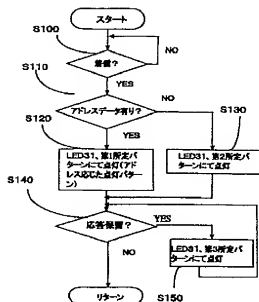 スタート
S100
着信？
NO
S110
YES
アドレスデータ有り？
NO
S120
YES
S130
LED31、第1所定パ
ターンにて点灯(アド
レス応じた点灯パター
ン)
LED31、第2所定パ
ターンにて点灯
S140
応答保留？
YES
LED31、第3所定パ
ターンにて点灯
NO
S150
リターン